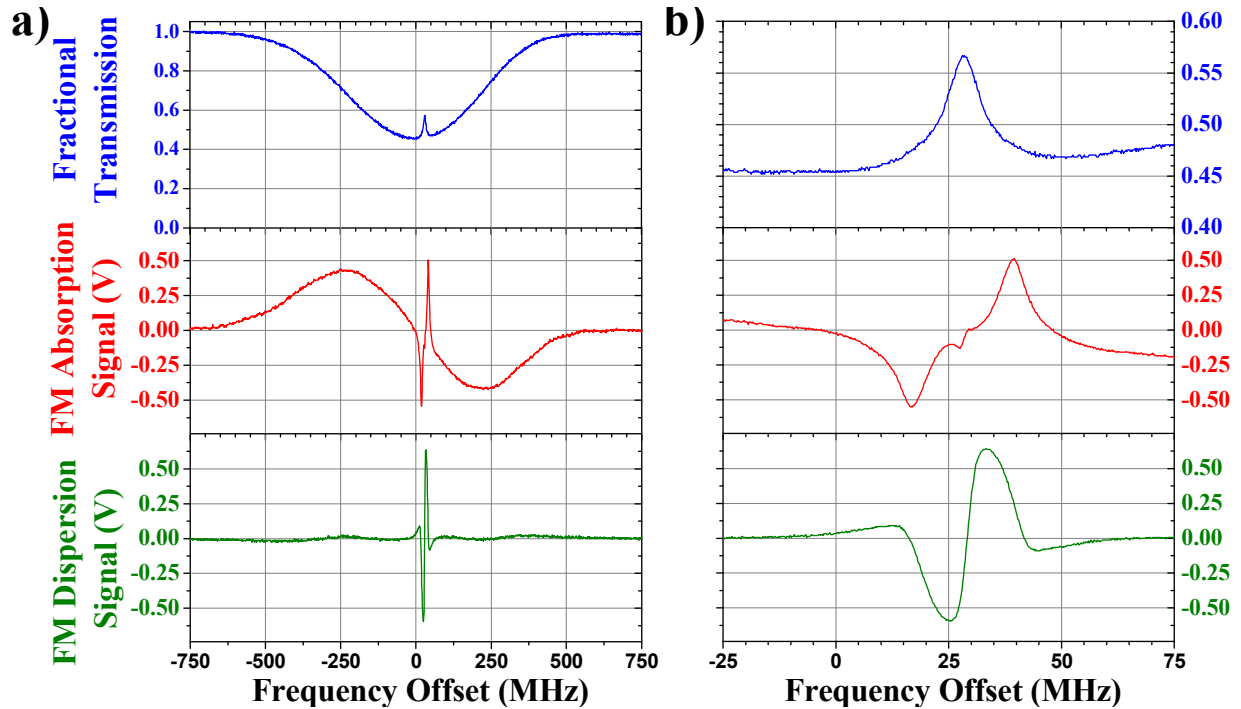 a)
Fractional
Transmission
1.0
0.8
0.6
0.4
0.2
0.0
FM Absorption
Signal (V)
0.50
0.25
0.00
-0.25
-0.50
FM Dispersion
Signal (V)
0.50
0.25
0.00
-0.25
-0.50
-750 -500 -250 0 250 500 750
Frequency Offset (MHz)
b)
0.60
0.55
0.50
0.45
0.40
0.50
0.25
0.00
-0.25
-0.50
0.50
0.25
0.00
-0.25
-0.50
-25 0 25 50 75
Frequency Offset (MHz)